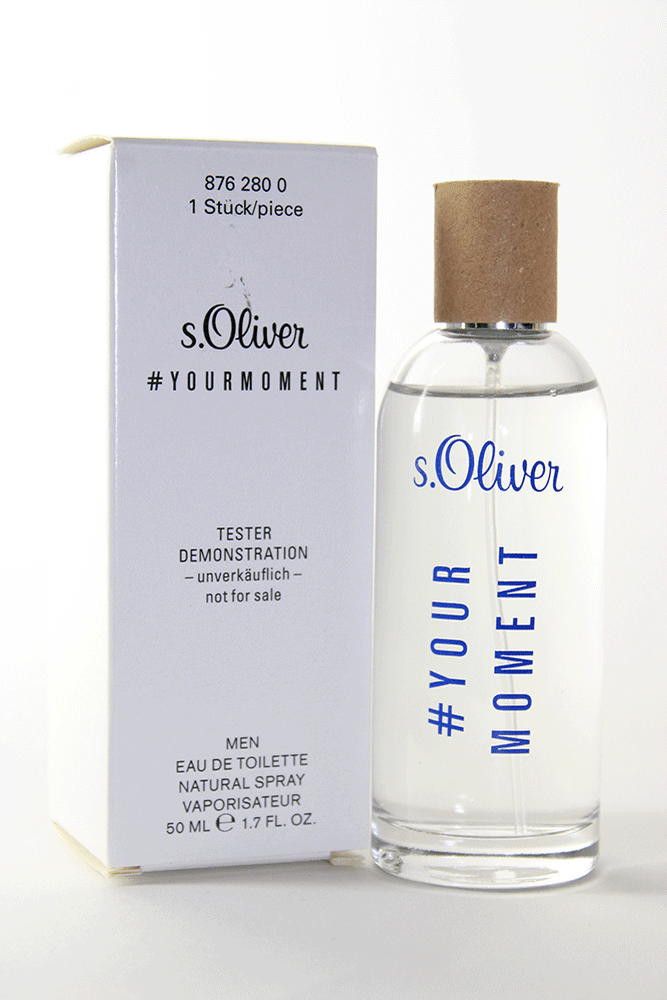 876 280 0
1 Stück/piece
s.Oliver
#YOURMOMENT
TESTER
DEMONSTRATION
– unverkäuflich –
not for sale
MEN
EAU DE TOILETTE
NATURAL SPRAY
VAPORISATEUR
50 ML ℮ 1.7 FL. OZ.
s.Oliver
#YOUR
MOMENT